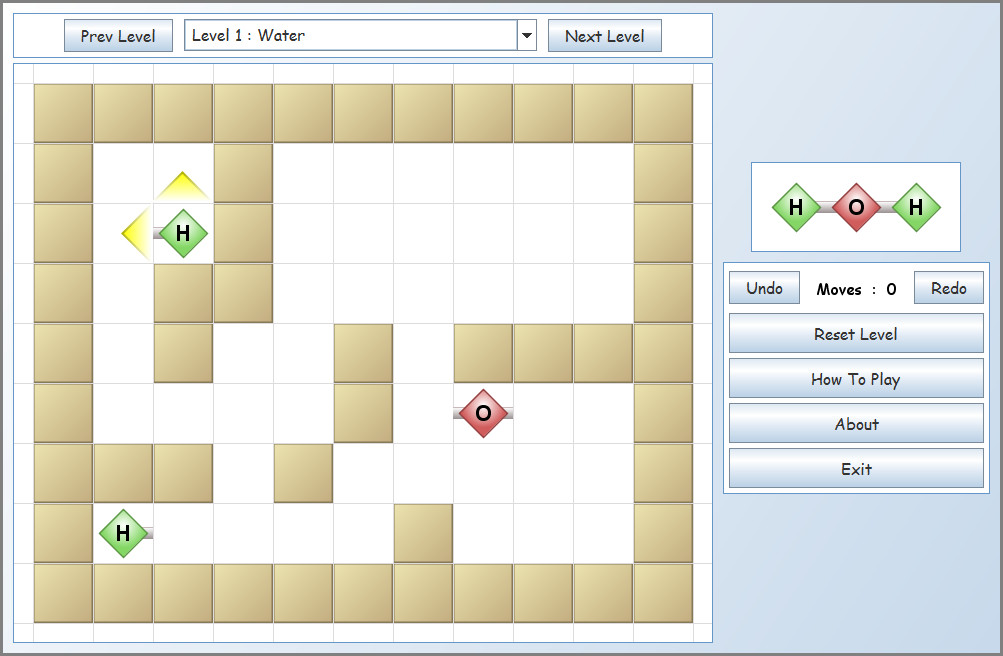 Prev Level
Level 1 : Water
Next Level
H
H O H
Undo
Moves : 0
Redo
Reset Level
How To Play
O
About
Exit
H